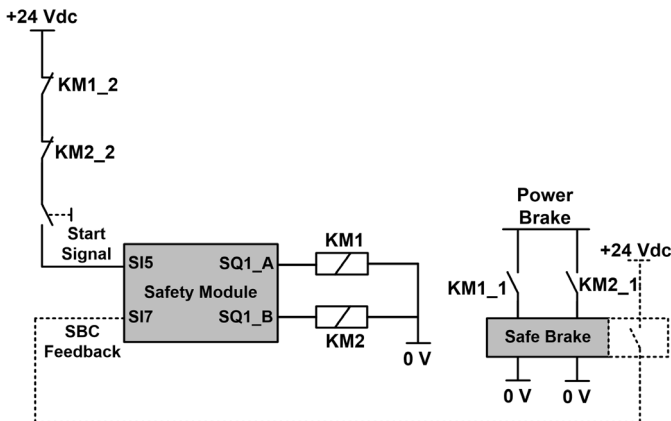 +24 Vdc
KM1_2
KM2_2
Start
Signal
SI5
SQ1_A
Safety Module
SI7
SQ1_B
SBC
Feedback
KM1
KM2
0 V
Power
Brake
+24 Vdc
KM1_1
KM2_1
Safe Brake
0 V
0 V